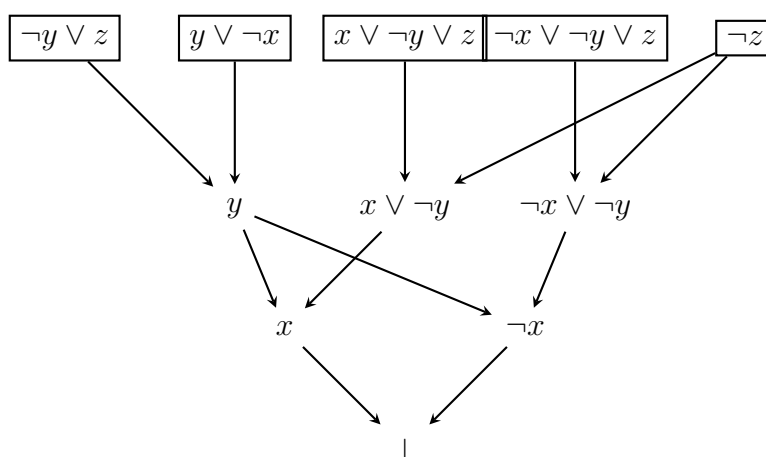 ¬y ∨ z y ∨ ¬x x ∨ ¬y ∨ z ¬x ∨ ¬y ∨ z ¬z
y x ∨ ¬y ¬x ∨ ¬y
x ¬x